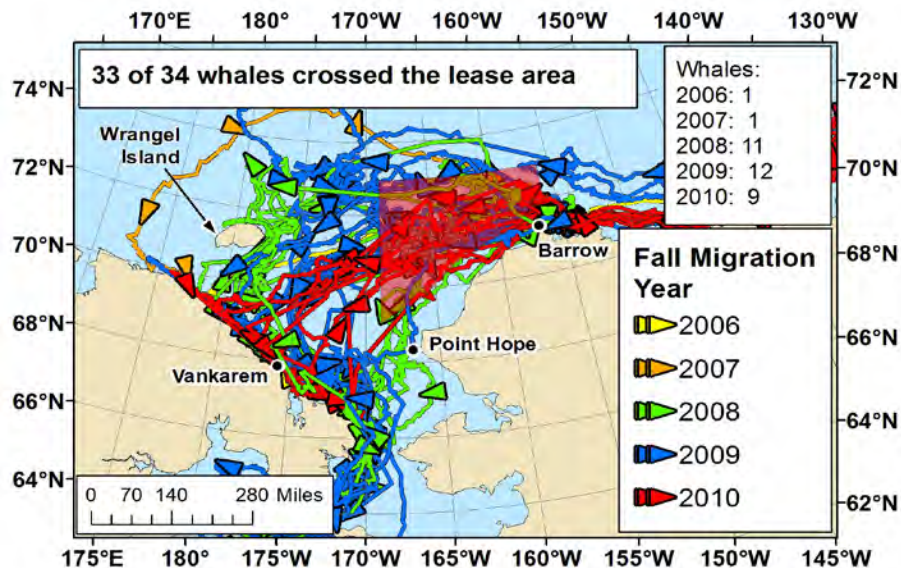 170°E 180° 170°W 160°W 150°W 140°W 130°W
33 of 34 whales crossed the lease area
Whales:
2006: 1
2007: 1
2008: 11
2009: 12
2010: 9
74°N
72°N
70°N
68°N
66°N
64°N
72°N
70°N
68°N
66°N
64°N
62°N
Wrangel
Island
Barrow
Point Hope
Vankarem
Fall Migration
Year
2006
2007
2008
2009
2010
0 70 140 280 Miles
175°E 180° 175°W 170°W 165°W 160°W 155°W 150°W 145°W